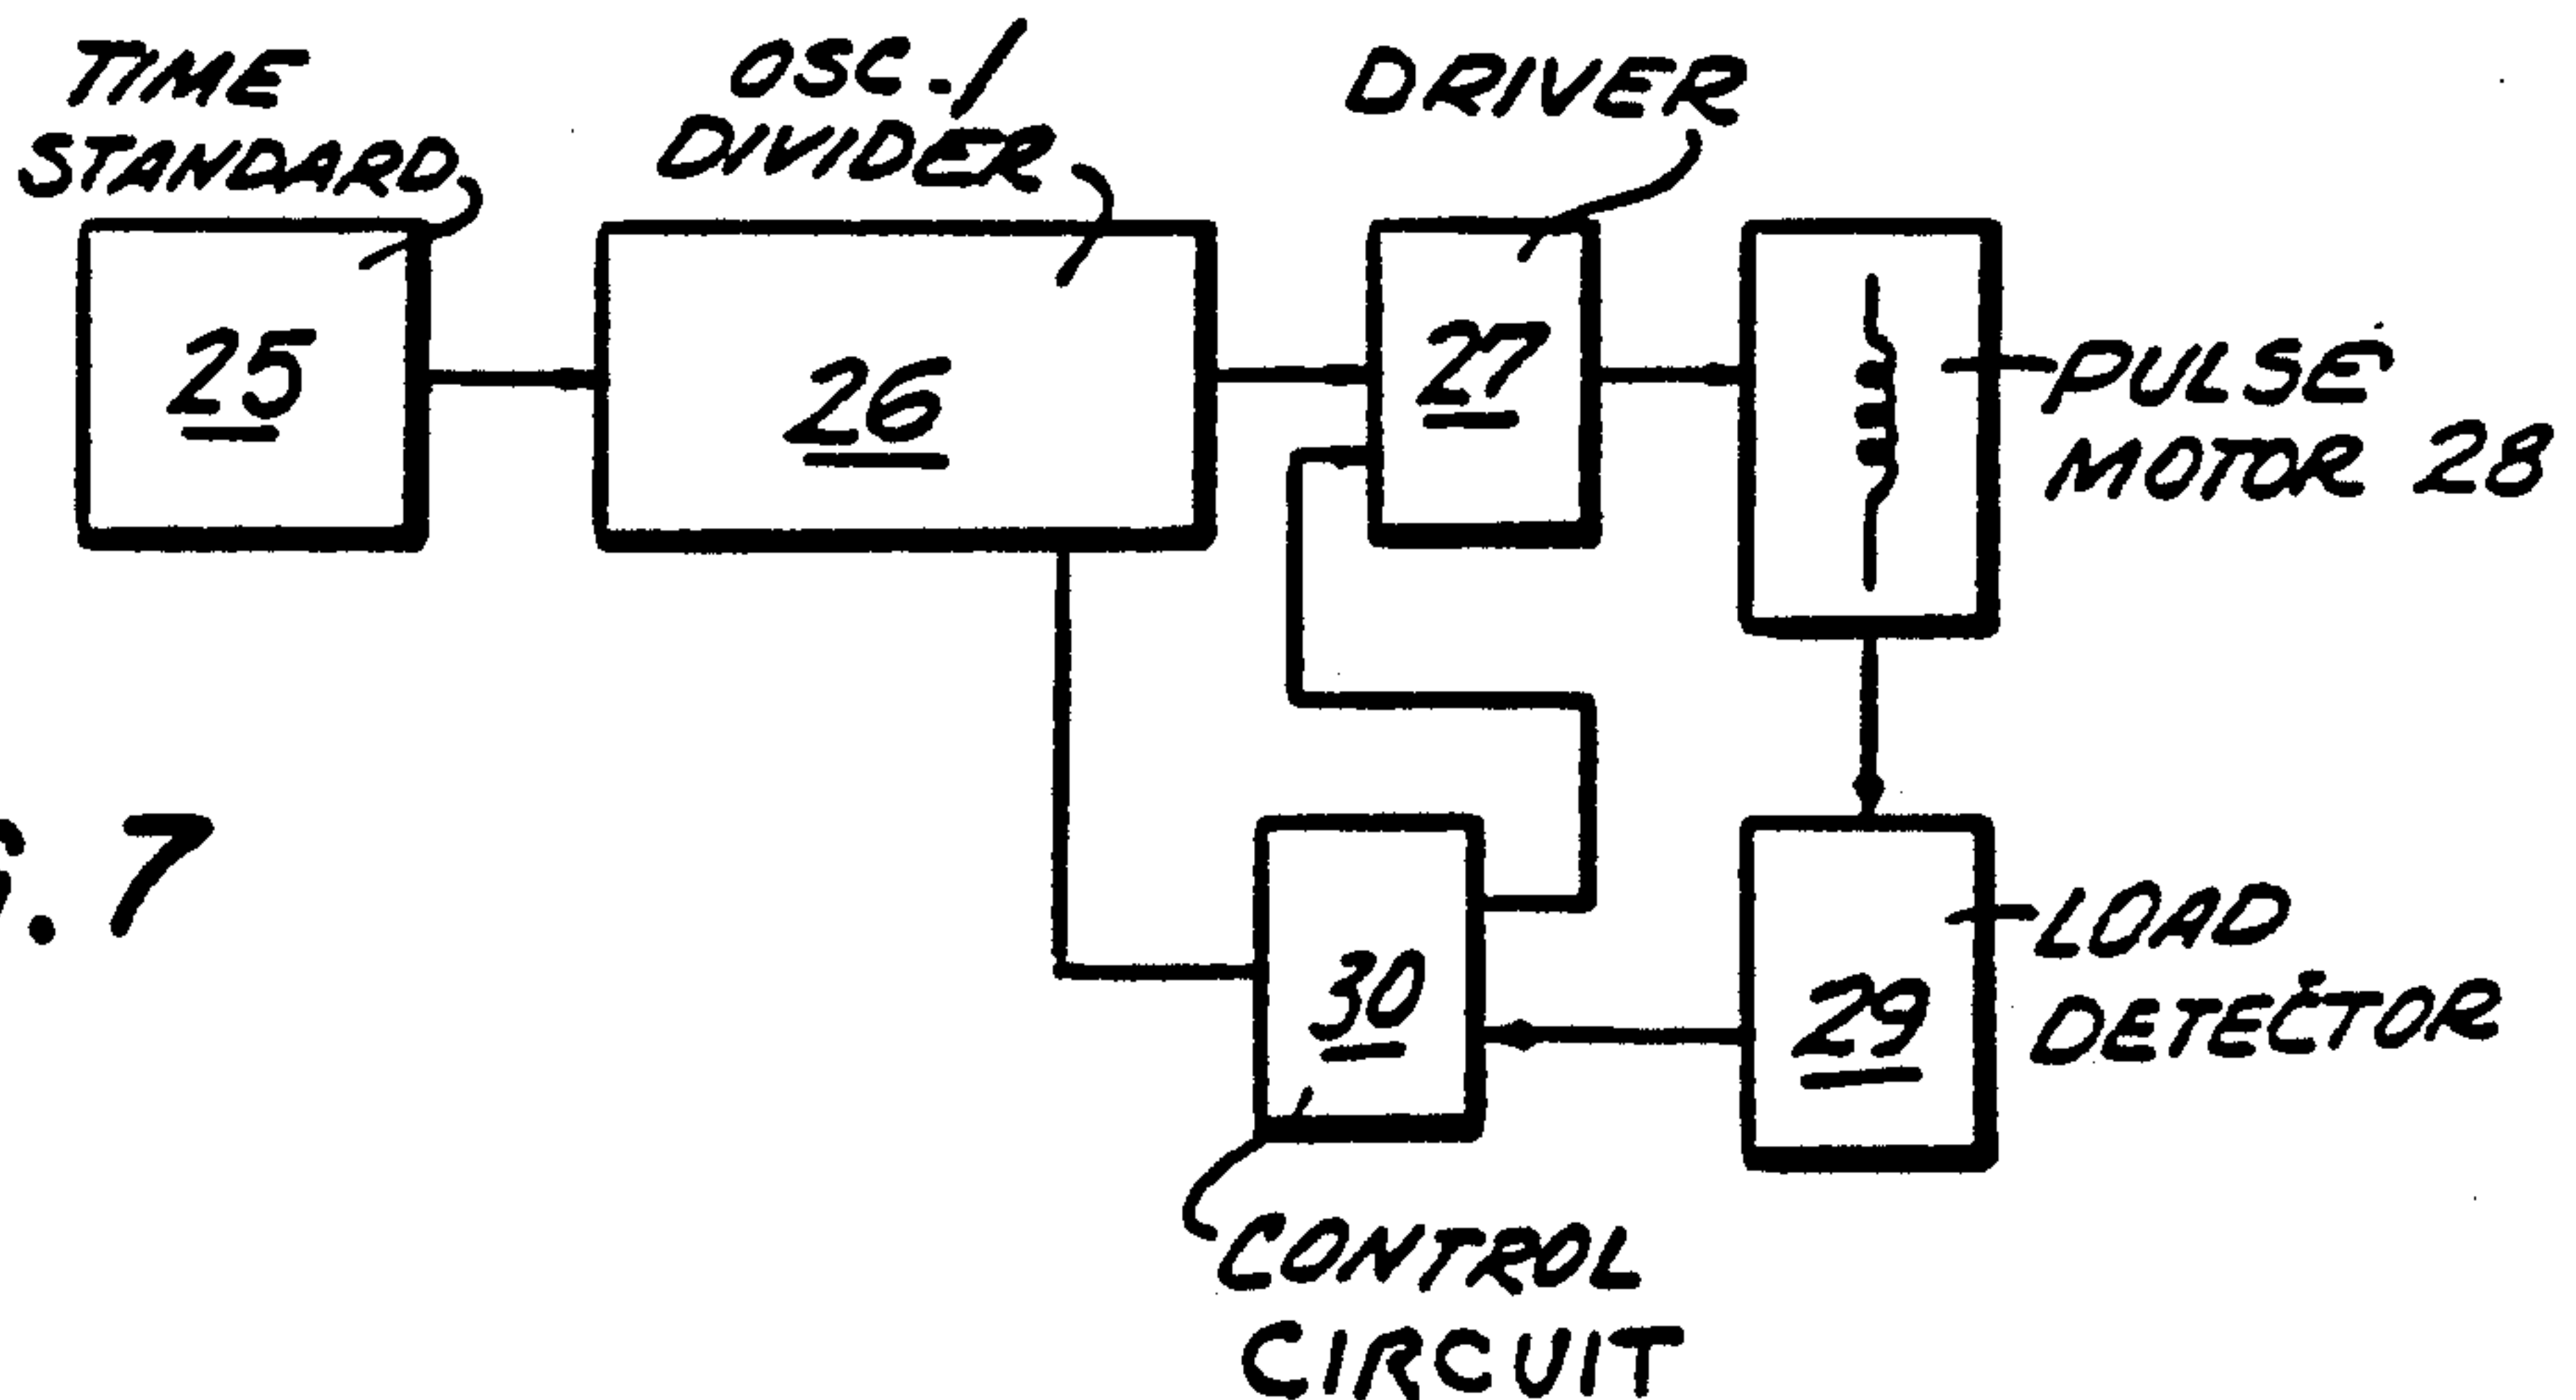 TIME
STANDARD
OSC./
DIVIDER
DRIVER
25
26
27
PULSE
MOTOR 28
. 7
30
29
LOAD
DETECTOR
CONTROL
CIRCUIT